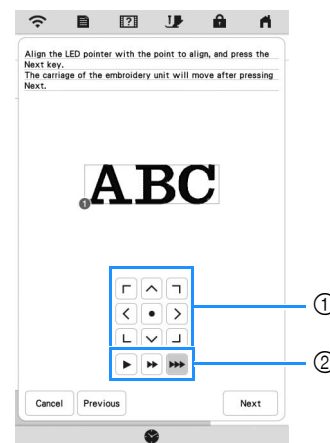 Align the LED pointer with the point to align, and press the
Next key.
The carriage of the embroidery unit will move after pressing
Next.
ABC
1
①
②
Cancel Previous Next